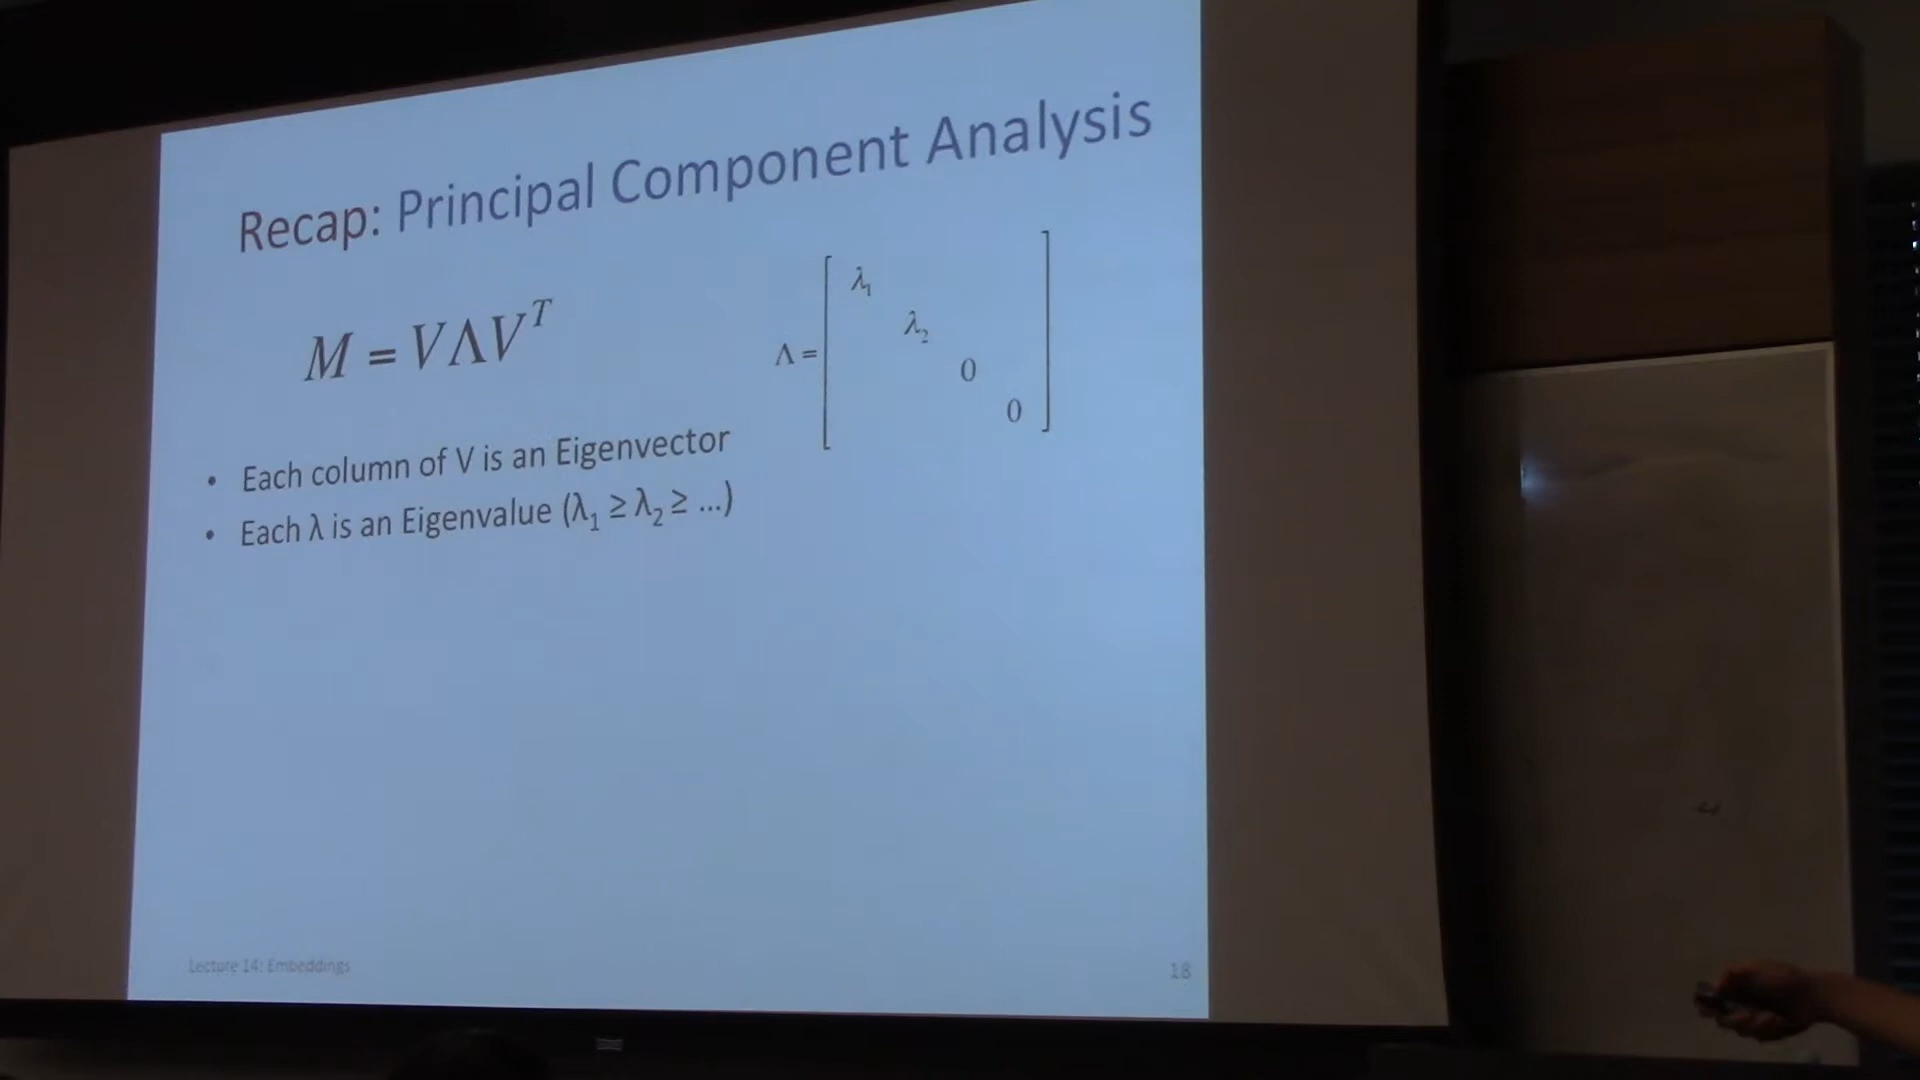 Recap: Principal Component Analysis
M = VΛVᵀ
Λ = [ λ₁ λ₂ 0 0 ]
• Each column of V is an Eigenvector
• Each λ is an Eigenvalue (λ₁ ≥ λ₂ ≥ ...)
Lecture 14: Embeddings
18